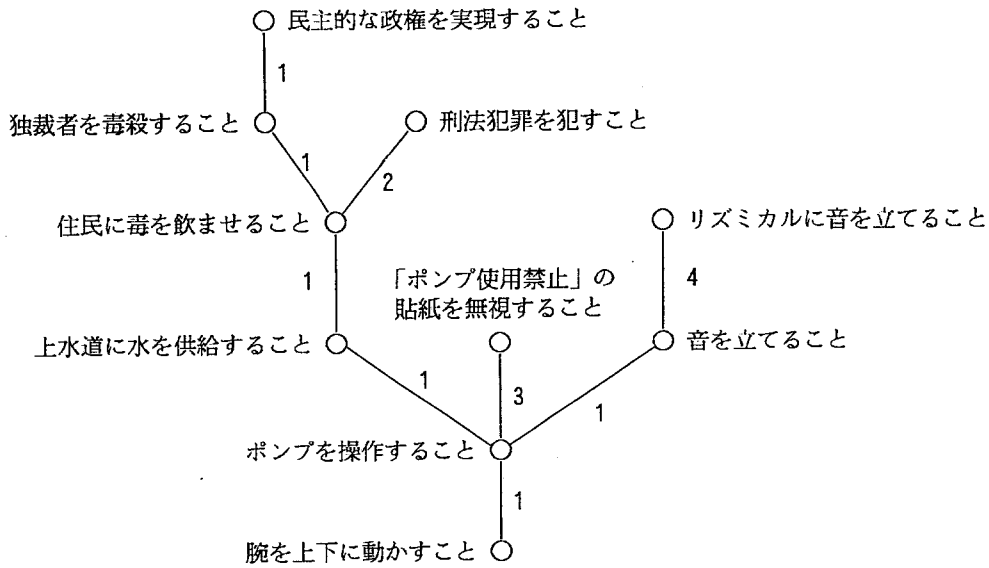 民主的な政権を実現すること
1
独裁者を毒殺すること
刑法犯罪を犯すこと
1
2
住民に毒を飲ませること
リズミカルに音を立てること
1
「ポンプ使用禁止」の
貼紙を無視すること
4
上水道に水を供給すること
音を立てること
1
3
1
ポンプを操作すること
1
腕を上下に動かすこと